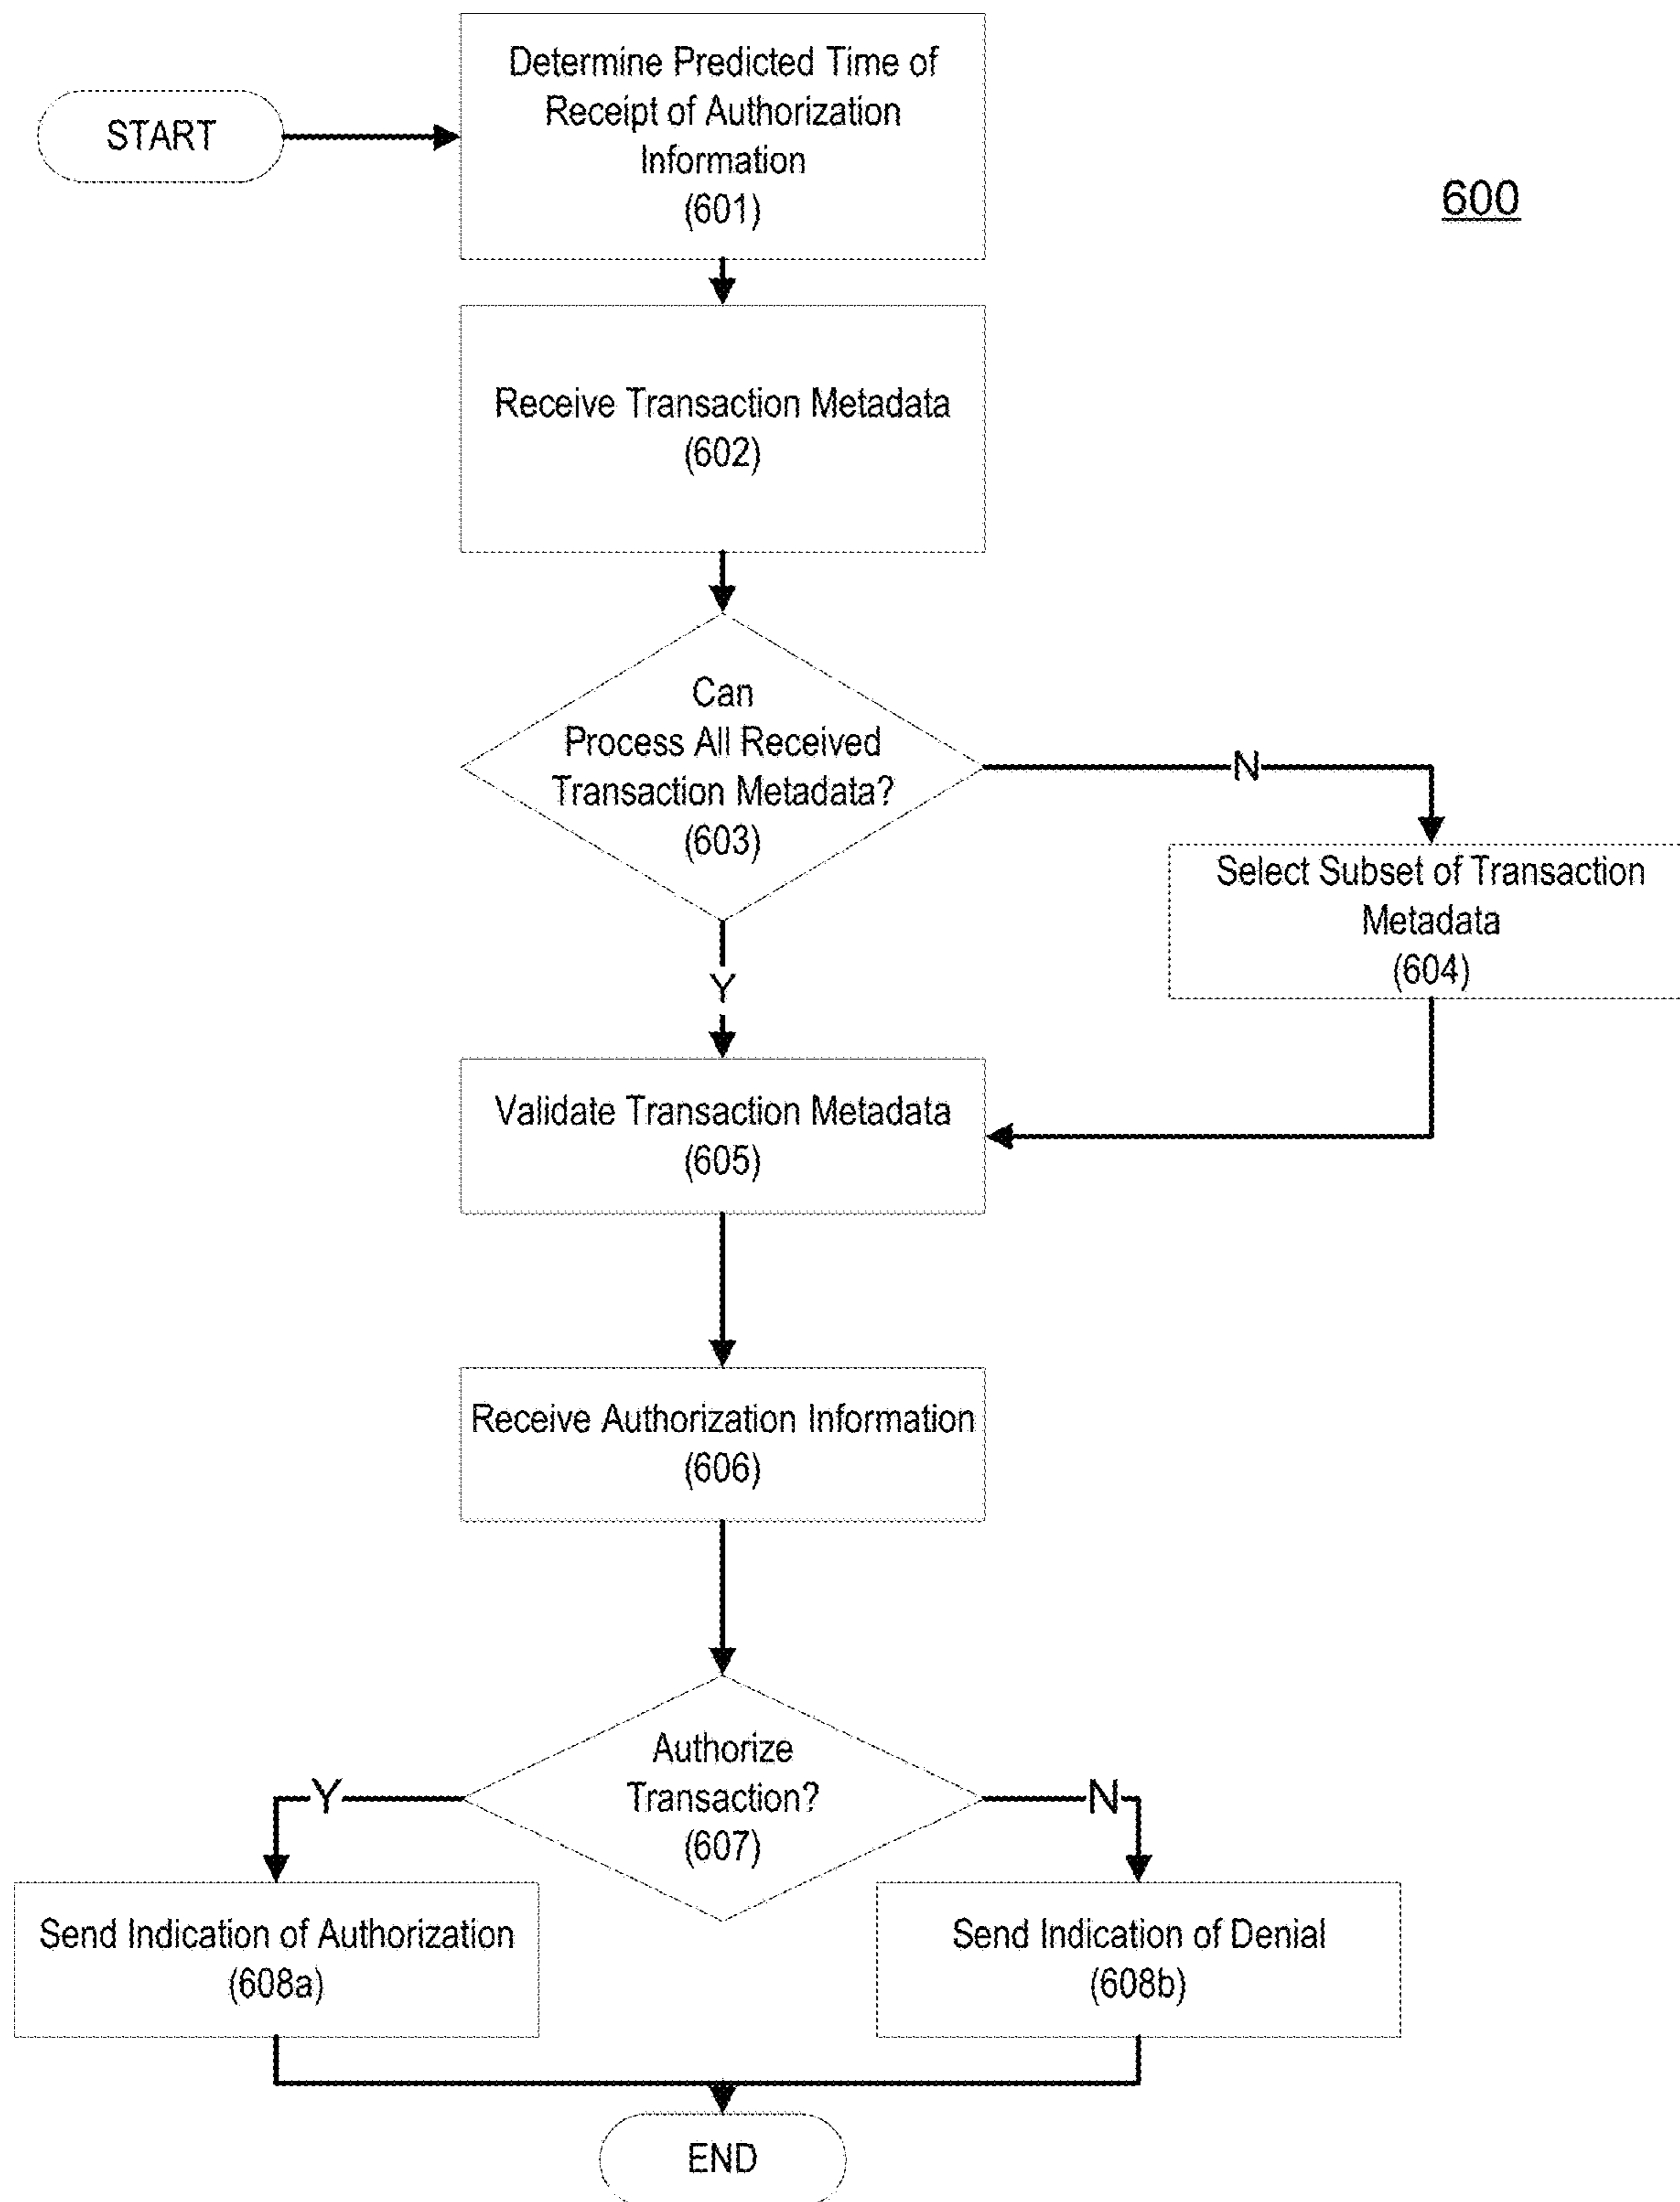 START
Determine Predicted Time of
Receipt of Authorization
Information
(601)
600
Receive Transaction Metadata
(602)
Can
Process All Received
Transaction Metadata?
(603)
N
Select Subset of Transaction
Metadata
(604)
Y
Validate Transaction Metadata
(605)
Receive Authorization Information
(606)
Authorize
Transaction?
(607)
Y
N
Send Indication of Authorization
(608a)
Send Indication of Denial
(608b)
END